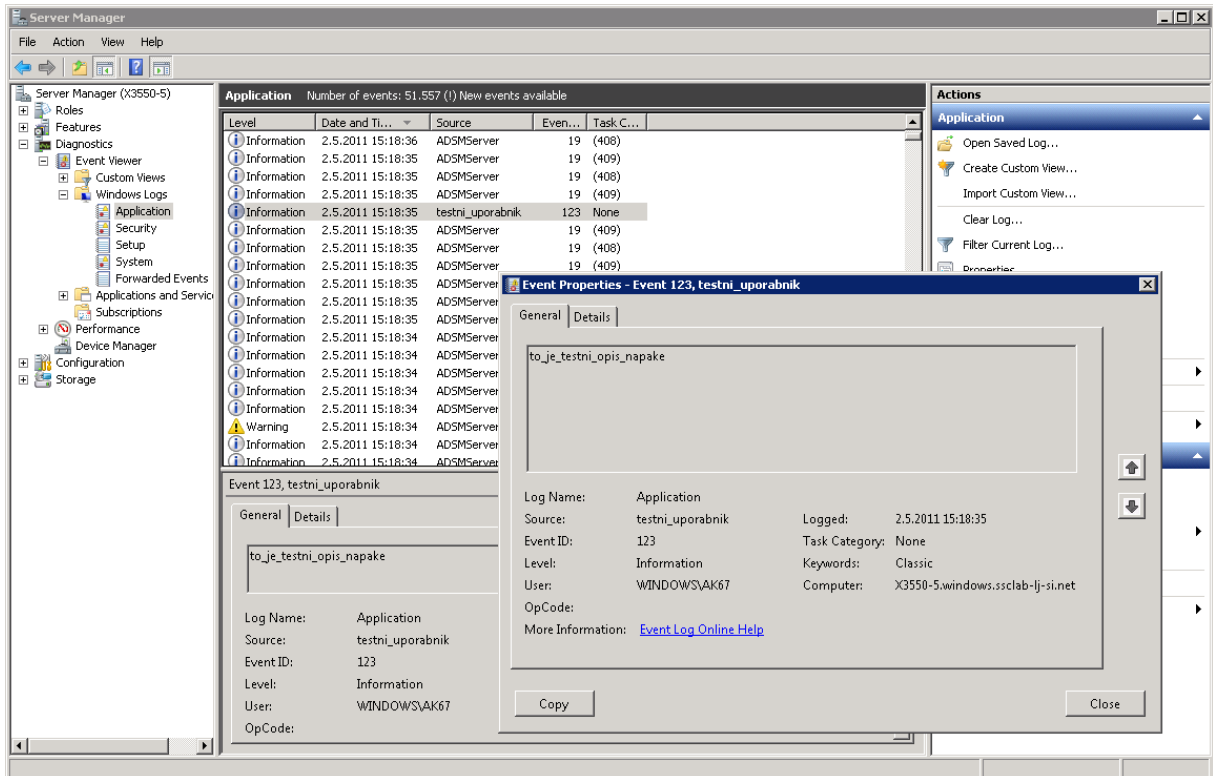 Server Manager
File Action View Help
Server Manager (X3550-5)
Roles
Features
Diagnostics
Event Viewer
Custom Views
Windows Logs
Application
Security
Setup
System
Forwarded Events
Applications and Servic
Subscriptions
Performance
Device Manager
Configuration
Storage
Application Number of events: 51.557 (!) New events available
Level Date and Ti... Source Even... Task C...
Information 2.5.2011 15:18:36 ADSMServer 19 (408)
Information 2.5.2011 15:18:35 ADSMServer 19 (409)
Information 2.5.2011 15:18:35 ADSMServer 19 (408)
Information 2.5.2011 15:18:35 ADSMServer 19 (409)
Information 2.5.2011 15:18:35 testni_uporabnik 123 None
Information 2.5.2011 15:18:35 ADSMServer 19 (409)
Information 2.5.2011 15:18:35 ADSMServer 19 (408)
Information 2.5.2011 15:18:35 ADSMServer 19 (409)
Information 2.5.2011 15:18:35 ADSMServer
Information 2.5.2011 15:18:35 ADSMServer
Information 2.5.2011 15:18:35 ADSMServer
Information 2.5.2011 15:18:34 ADSMServer
Information 2.5.2011 15:18:34 ADSMServer
Information 2.5.2011 15:18:34 ADSMServer
Information 2.5.2011 15:18:34 ADSMServer
Information 2.5.2011 15:18:34 ADSMServer
Warning 2.5.2011 15:18:34 ADSMServer
Information 2.5.2011 15:18:34 ADSMServer
Information 2.5.2011 15:18:34 ADSMServer
Event 123, testni_uporabnik
General Details
to_je_testni_opis_napake
Log Name: Application
Source: testni_uporabnik
Event ID: 123
Level: Information
User: WINDOWS\AK67
OpCode:
Actions
Application
Open Saved Log...
Create Custom View...
Import Custom View...
Clear Log...
Filter Current Log...
Properties
Event Properties - Event 123, testni_uporabnik
General Details
to_je_testni_opis_napake
Log Name: Application
Source: testni_uporabnik Logged: 2.5.2011 15:18:35
Event ID: 123 Task Category: None
Level: Information Keywords: Classic
User: WINDOWS\AK67 Computer: X3550-5.windows.ssclab-lj-si.net
OpCode:
More Information: Event Log Online Help
Copy Close